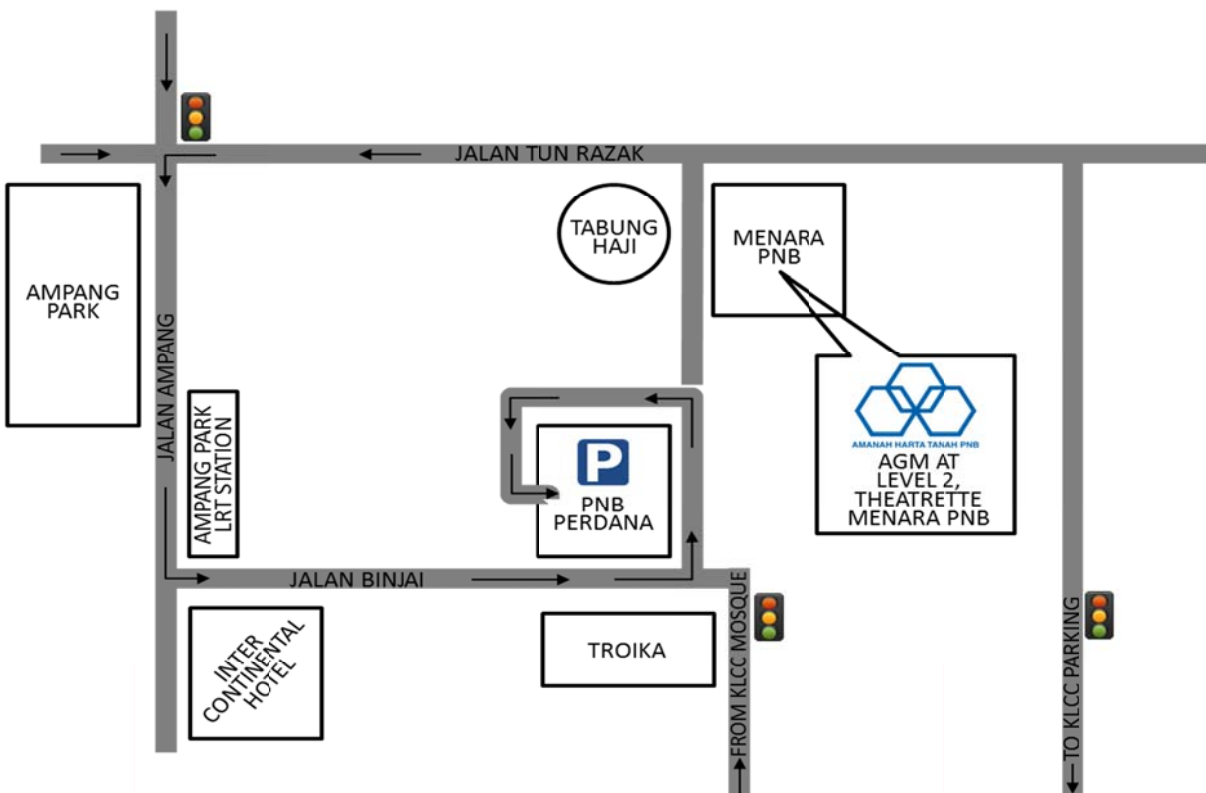 JALAN TUN RAZAK
TABUNG
HAJI
MENARA
PNB
AMPANG
PARK
JALAN AMPANG
AMPANG PARK
LRT STATION
P
PNB
PERDANA
AMANAH HARTA TANAH PNB
AGM AT
LEVEL 2,
THEATRETTE
MENARA PNB
JALAN BINJAI
INTER
CONTINENTAL
HOTEL
TROIKA
FROM KLCC MOSQUE
TO KLCC PARKING